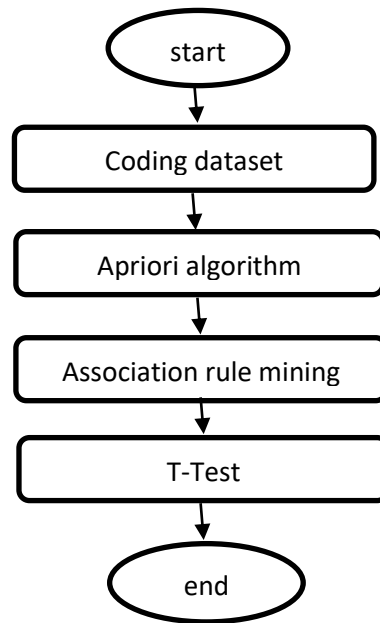 start
Coding dataset
Apriori algorithm
Association rule mining
T-Test
end